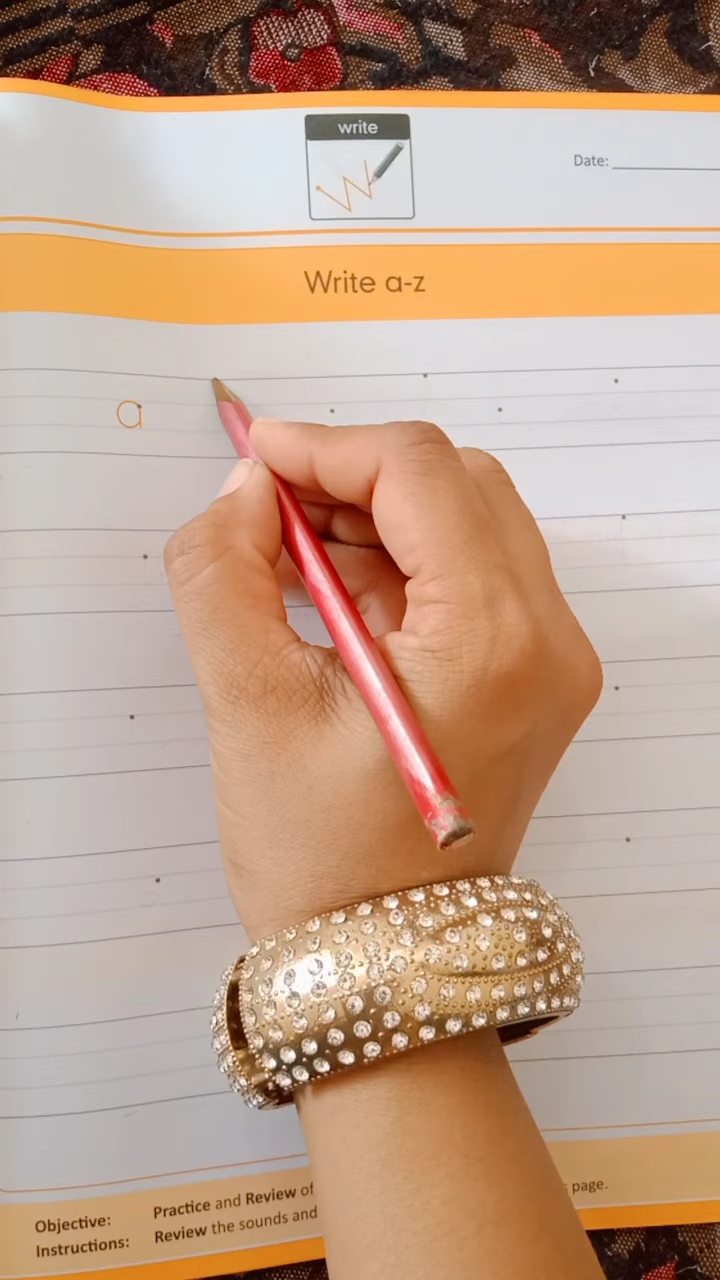 write
Date:
Write a-z
a
Objective: Practice and Review of page.
Instructions: Review the sounds and